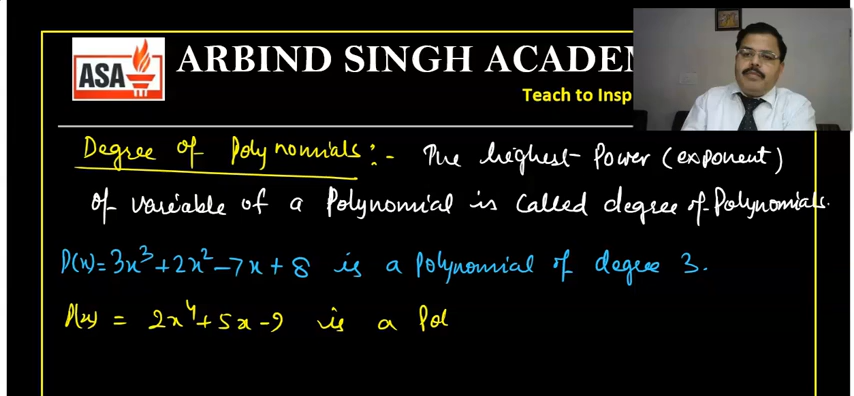 ASA
ARBIND SINGH ACADEM
Teach to Insp
Degree of Polynomials:- The highest Power (exponent)
of variable of a Polynomial is called degree of Polynomials.
P(x) = 3x³ + 2x² - 7x + 8 is a Polynomial of degree 3.
P(x) = 2x⁴ + 5x - 9 is a Pol